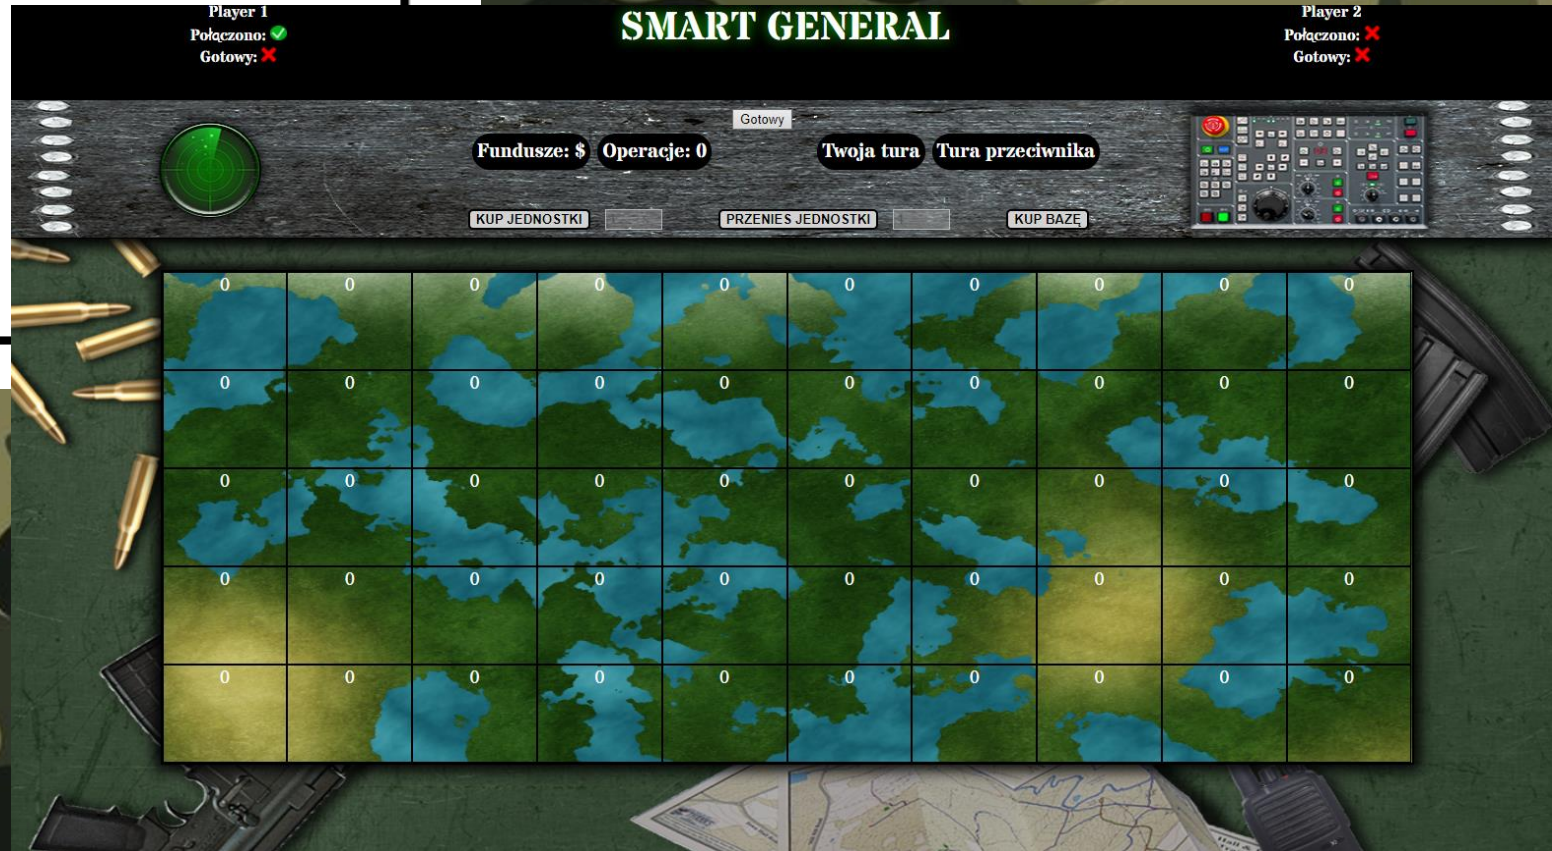 Player 1
Połączono:
Gotowy:
SMART GENERAL
Player 2
Połączono:
Gotowy:
Gotowy
Fundusze: $ Operacje: 0 Twoja tura Tura przeciwnika
KUP JEDNOSTKI PRZENIES JEDNOSTKI 1 KUP BAZĘ
0 0 0 0 0 0 0 0 0 0
0 0 0 0 0 0 0 0 0 0
0 0 0 0 0 0 0 0 0 0
0 0 0 0 0 0 0 0 0 0
0 0 0 0 0 0 0 0 0 0